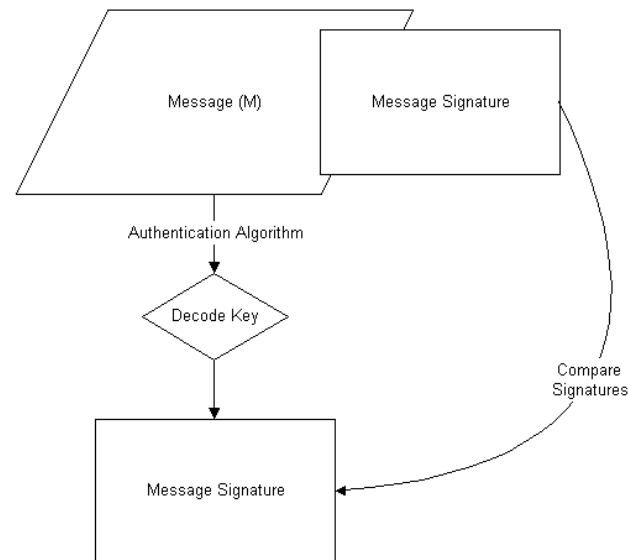 Message (M)
Message Signature
Authentication Algorithm
Decode Key
Compare
Signatures
Message Signature